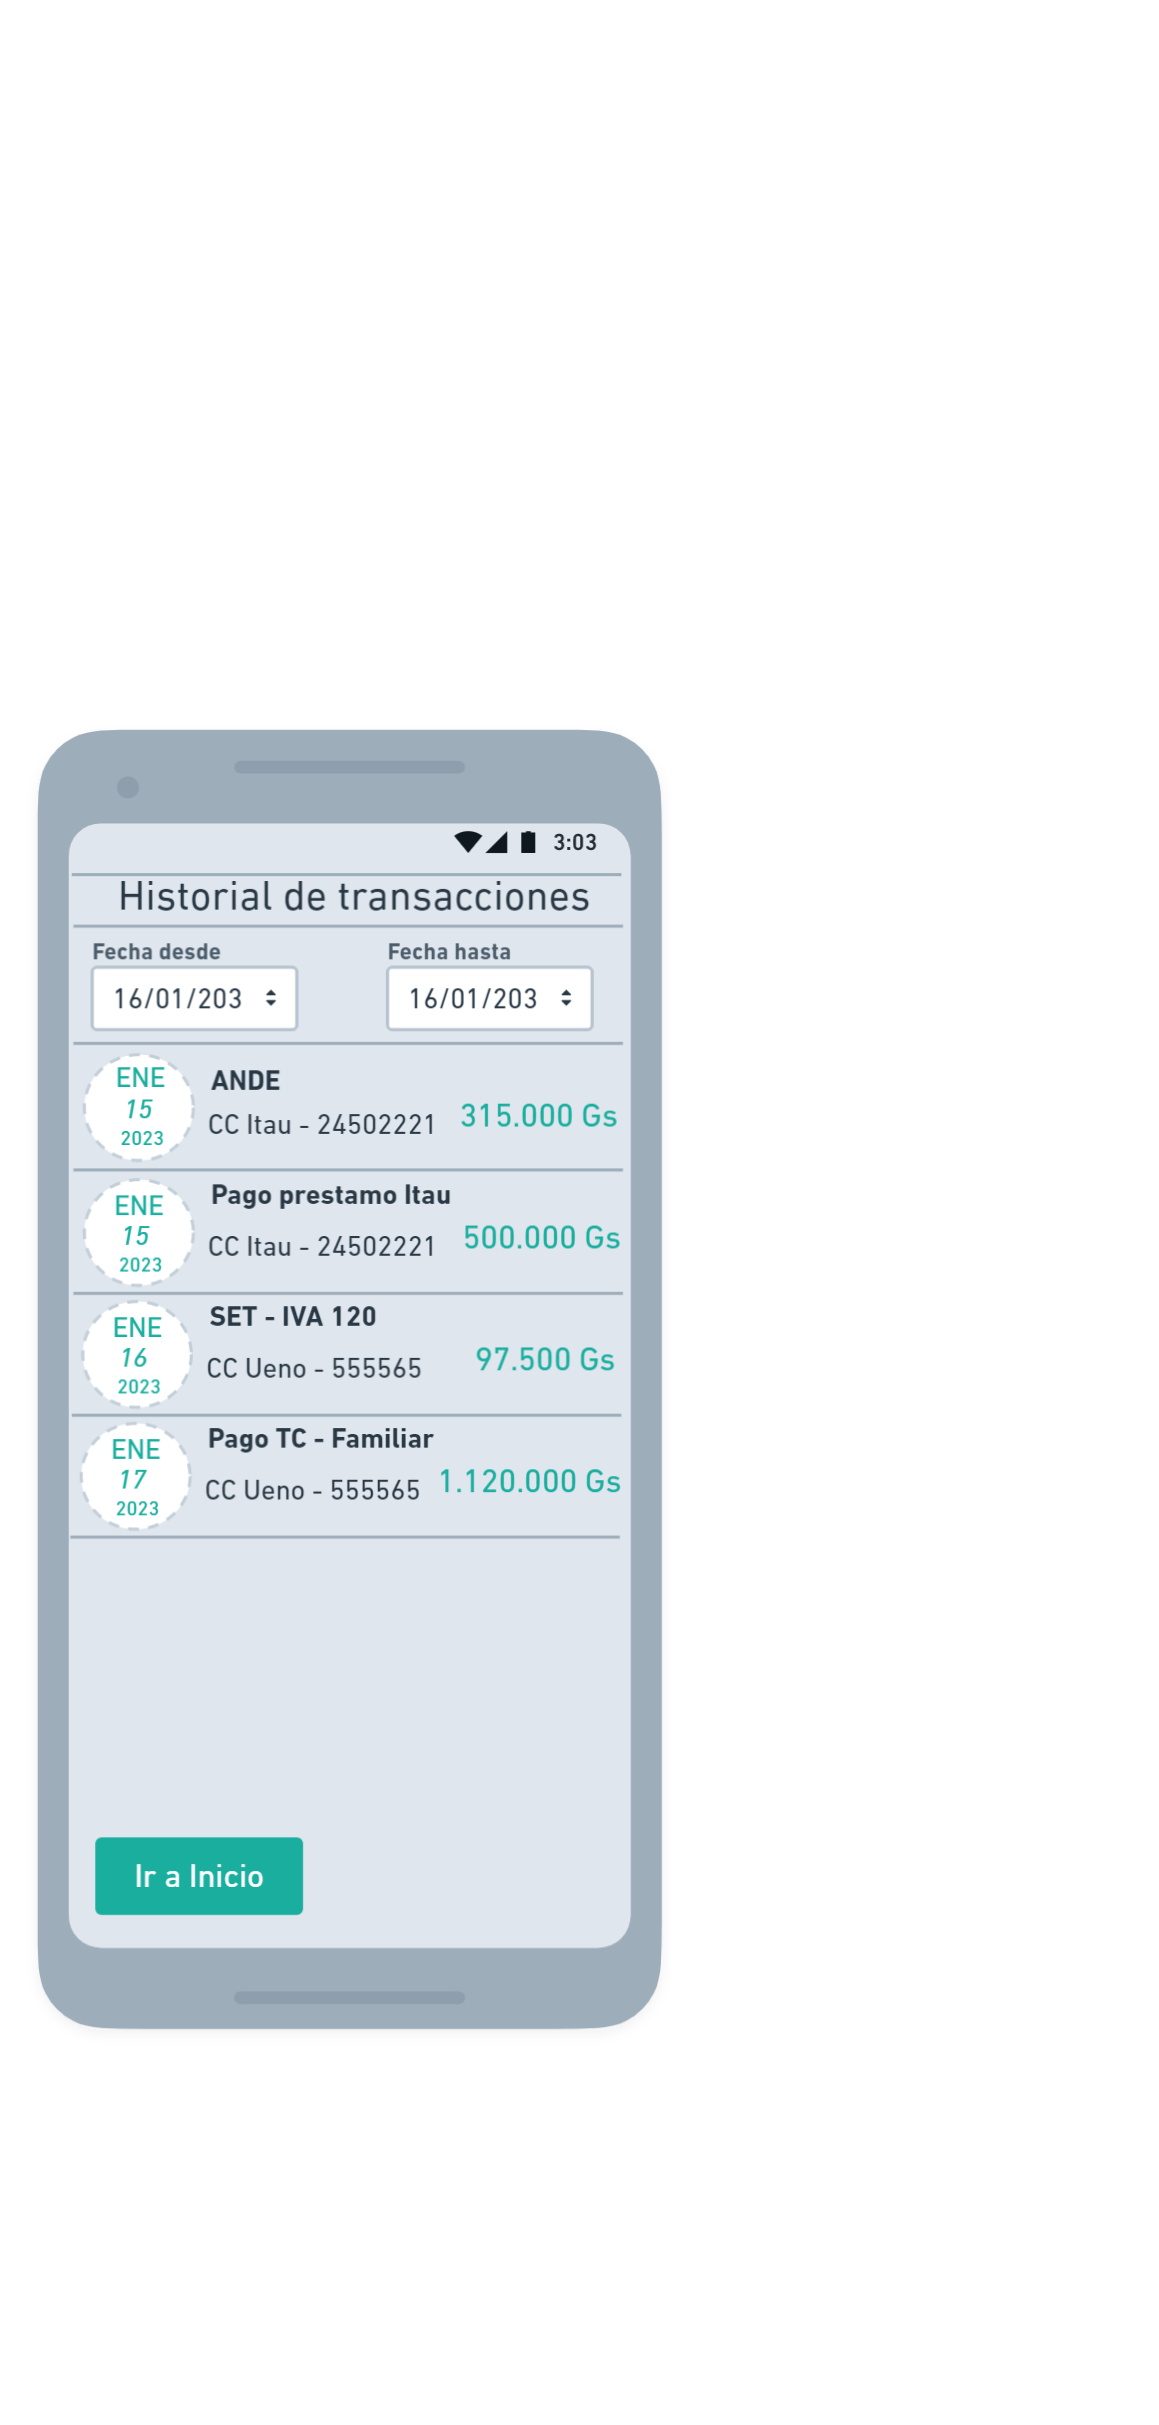 3:03
Historial de transacciones
Fecha desde
Fecha hasta
16/01/203
16/01/203
ENE
15
2023
ANDE
CC Itau - 24502221
315.000 Gs
ENE
15
2023
Pago prestamo Itau
CC Itau - 24502221
500.000 Gs
ENE
16
2023
SET - IVA 120
CC Ueno - 555565
97.500 Gs
ENE
17
2023
Pago TC - Familiar
CC Ueno - 555565
1.120.000 Gs
Ir a Inicio